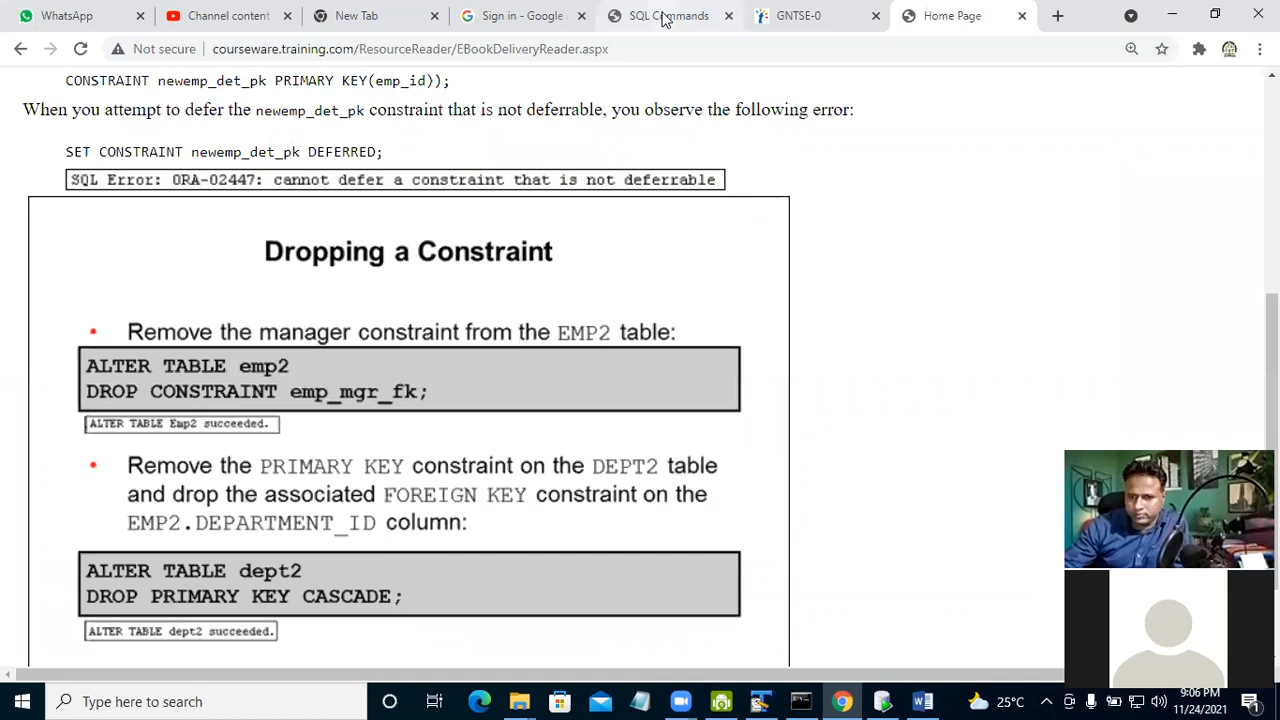 WhatsApp
Channel content
New Tab
Sign in - Google
SQL Commands
GNTSE-0
Home Page
Not secure
courseware.training.com/ResourceReader/EBookDeliveryReader.aspx
CONSTRAINT newemp_det_pk PRIMARY KEY(emp_id));
When you attempt to defer the newemp_det_pk constraint that is not deferrable, you observe the following error:
SET CONSTRAINT newemp_det_pk DEFERRED;
SQL Error: ORA-02447: cannot defer a constraint that is not deferrable
Dropping a Constraint
• Remove the manager constraint from the EMP2 table:
ALTER TABLE emp2
DROP CONSTRAINT emp_mgr_fk;
ALTER TABLE Emp2 succeeded.
• Remove the PRIMARY KEY constraint on the DEPT2 table
and drop the associated FOREIGN KEY constraint on the
EMP2.DEPARTMENT_ID column:
ALTER TABLE dept2
DROP PRIMARY KEY CASCADE;
ALTER TABLE dept2 succeeded.
Type here to search
25°C
9:06 PM
11/24/2021
1